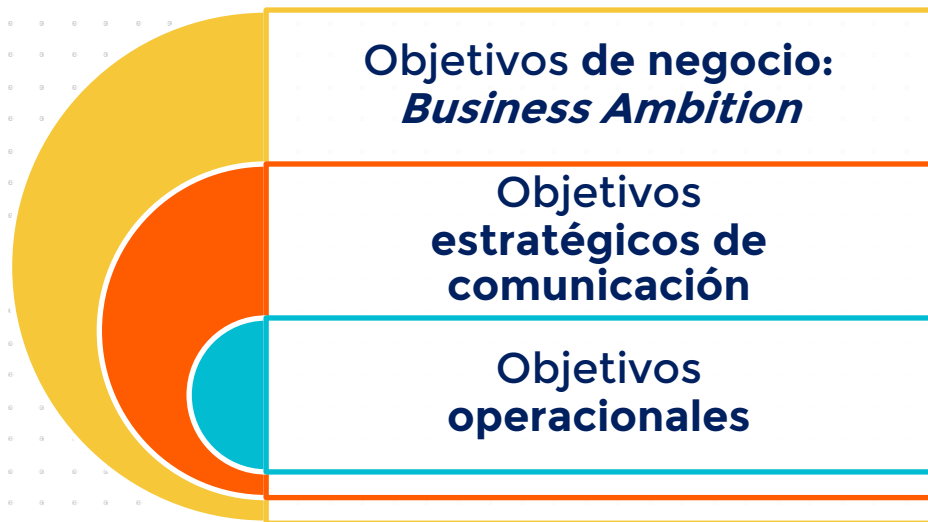 Objetivos de negocio:
Business Ambition
Objetivos
estratégicos de
comunicación
Objetivos
operacionales